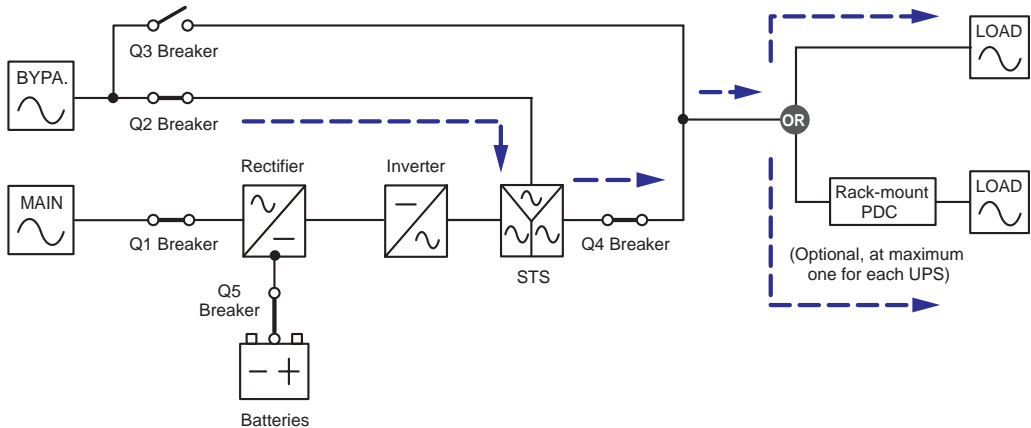 Q3 Breaker
BYPA.
Q2 Breaker
LOAD
OR
Rectifier
Inverter
MAIN
Q1 Breaker
STS
Q4 Breaker
Rack-mount
PDC
LOAD
(Optional, at maximum
one for each UPS)
Q5
Breaker
Batteries